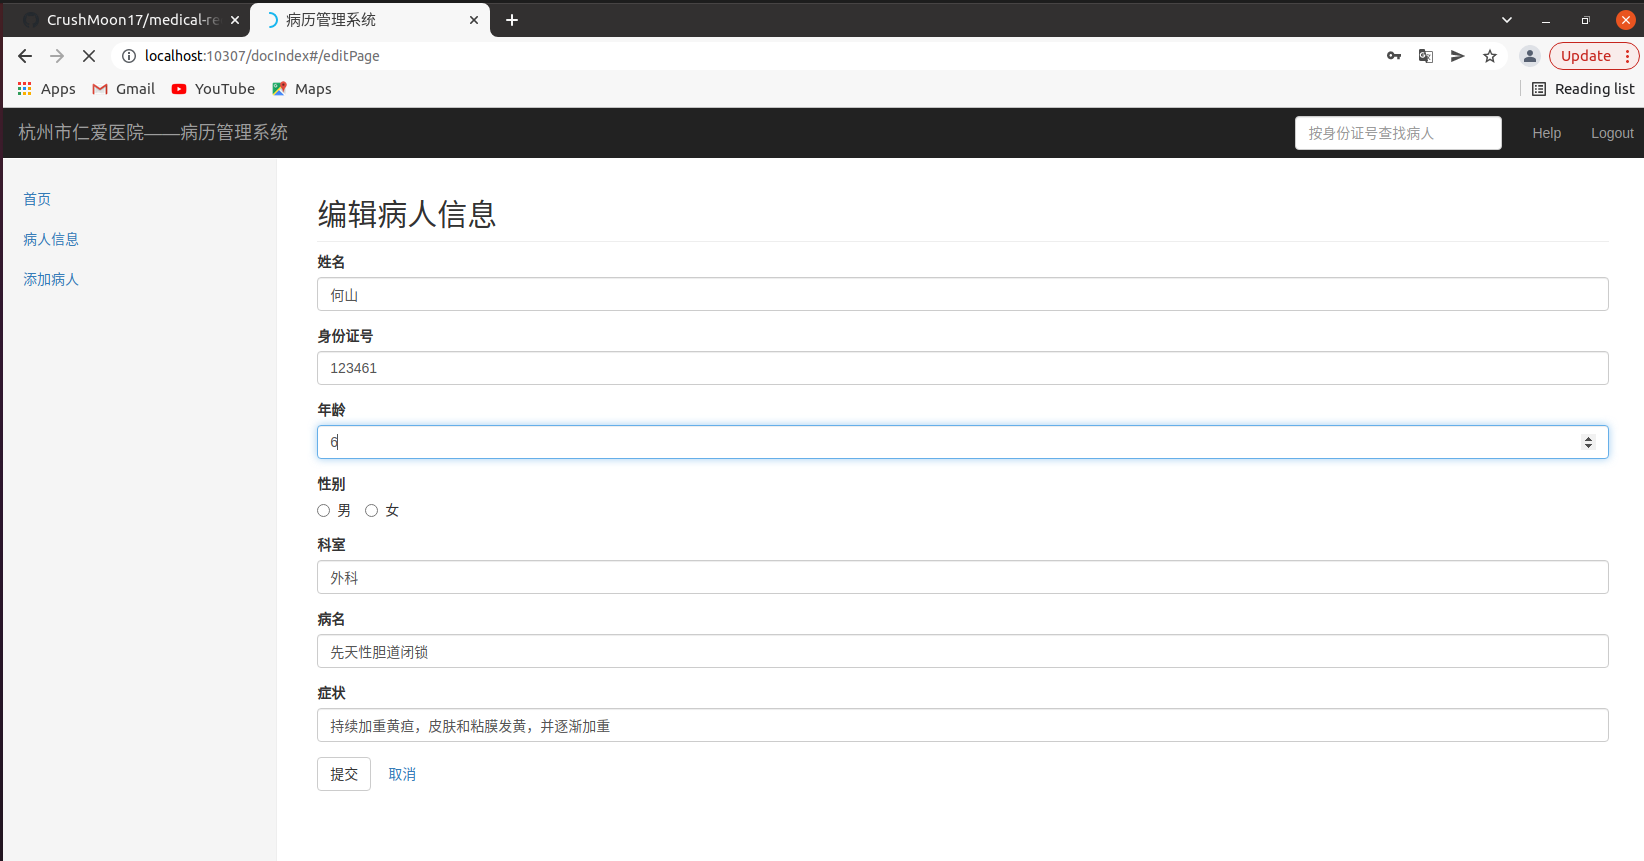 CrushMoon17/medical-re
病历管理系统
localhost:10307/docIndex#/editPage
Update
Apps
Gmail
YouTube
Maps
Reading list
杭州市仁爱医院——病历管理系统
按身份证号查找病人
Help
Logout
首页
病人信息
添加病人
编辑病人信息
姓名
何山
身份证号
123461
年龄
6
性别
男 女
科室
外科
病名
先天性胆道闭锁
症状
持续加重黄疸，皮肤和粘膜发黄，并逐渐加重
提交 取消